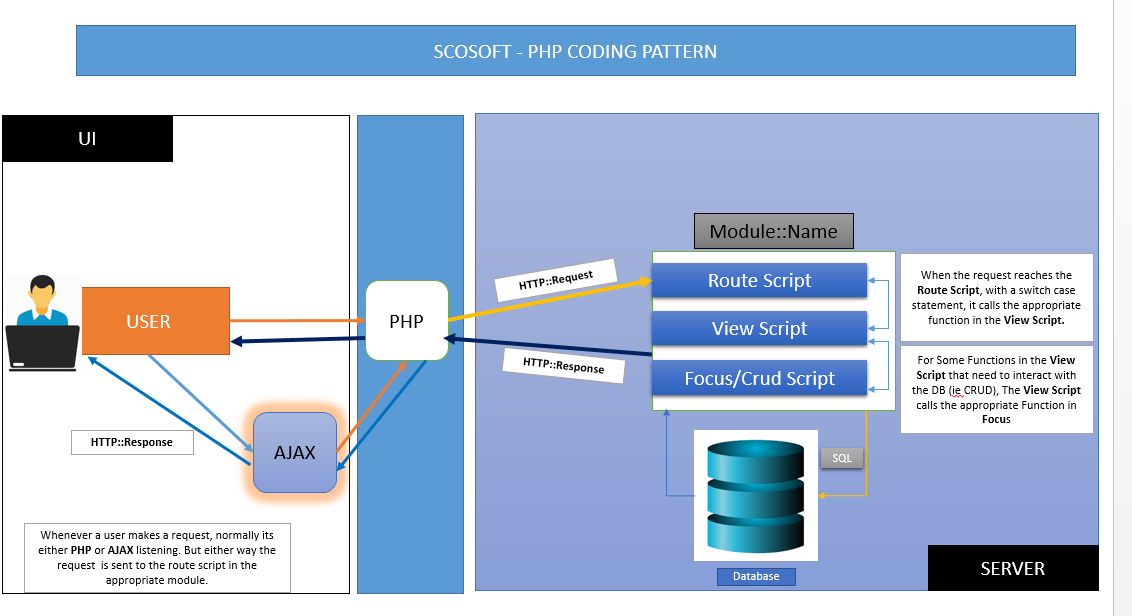 SCOSOFT - PHP CODING PATTERN
UI
Module::Name
HTTP::Request
Route Script
When the request reaches the
Route Script, with a switch case
statement, it calls the appropriate
function in the View Script.
USER
PHP
View Script
HTTP::Response
Focus/Crud Script
For Some Functions in the View
Script that need to interact with
the DB (ie CRUD), The View Script
calls the appropriate Function in
Focus
HTTP::Response
AJAX
SQL
Whenever a user makes a request, normally its
either PHP or AJAX listening. But either way the
request is sent to the route script in the
appropriate module.
Database
SERVER